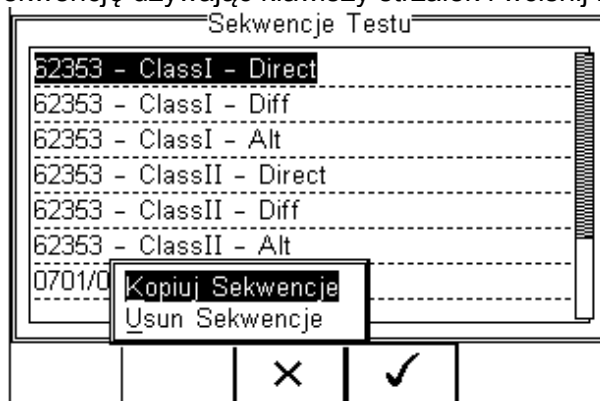 Sekwencje Testu
62353 - ClassI - Direct
62353 - ClassI - Diff
62353 - ClassI - Alt
62353 - ClassII - Direct
62353 - ClassII - Diff
62353 - ClassII - Alt
0701/0
Kopiuj Sekwencje
Usun Sekwencje